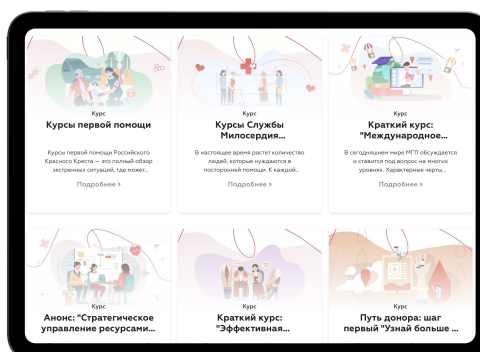 Курс
Курсы первой помощи
Курсы первой помощи Российского
Красного Креста — это полный обзор
экстренных ситуаций, где может...
Подробнее >
Курс
Курсы Службы
Милосердия...
В настоящее время растет количество
людей, которые нуждаются в
посторонней помощи. К каждой...
Подробнее >
Курс
Краткий курс:
"Международное...
В сегодняшнем мире МГП обсуждается
и ставится под вопрос на многих
уровнях. Характерные черты...
Подробнее >
Курс
Анонс: "Стратегическое
управление ресурсами...
Курс
Краткий курс:
"Эффективная...
Курс
Путь донора: шаг
первый "Узнай больше ...